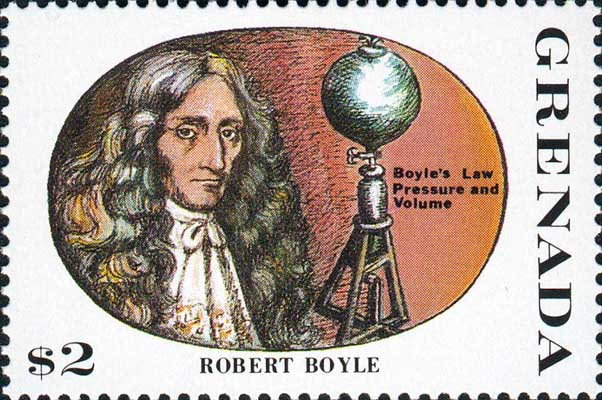 GRENADA
Boyle's Law
Pressure and
Volume
$2
ROBERT BOYLE